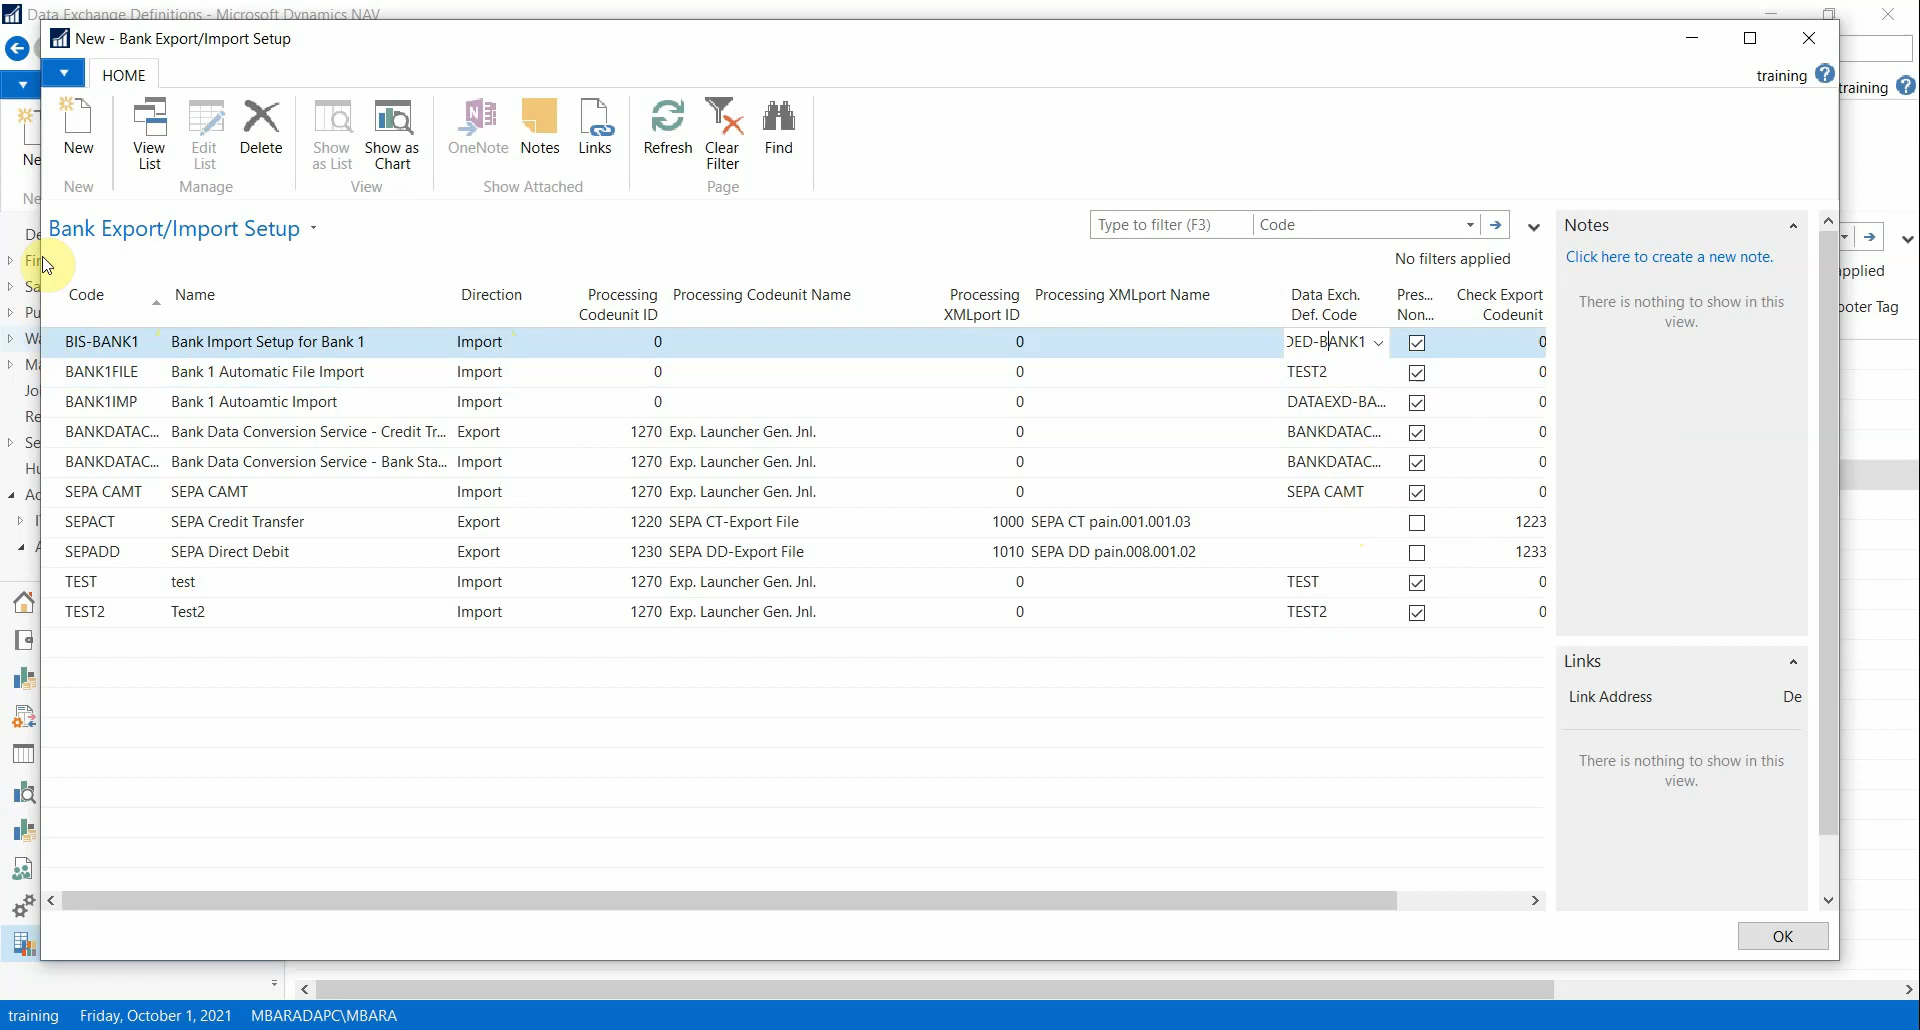 Data Exchange Definitions - Microsoft Dynamics NAV
New - Bank Export/Import Setup
HOME
training
training
New
View List
Edit List
Delete
Show as List
Show as Chart
OneNote
Notes
Links
Refresh
Clear Filter
Find
New
Manage
View
Show Attached
Page
Bank Export/Import Setup
Type to filter (F3)
Code
No filters applied
Code
Name
Direction
Processing Codeunit ID
Processing Codeunit Name
Processing XMLport ID
Processing XMLport Name
Data Exch. Def. Code
Pres... Non...
Check Export Codeunit
BIS-BANK1 Bank Import Setup for Bank 1 Import 0 0 DED-BANK1 0
BANK1FILE Bank 1 Automatic File Import Import 0 0 TEST2 0
BANK1IMP Bank 1 Autoamtic Import Import 0 0 DATAEXD-BA... 0
BANKDATAC... Bank Data Conversion Service - Credit Tr... Export 1270 Exp. Launcher Gen. Jnl. 0 BANKDATAC... 0
BANKDATAC... Bank Data Conversion Service - Bank Sta... Import 1270 Exp. Launcher Gen. Jnl. 0 BANKDATAC... 0
SEPA CAMT SEPA CAMT Import 1270 Exp. Launcher Gen. Jnl. 0 SEPA CAMT 0
SEPACT SEPA Credit Transfer Export 1220 SEPA CT-Export File 1000 SEPA CT pain.001.001.03 1223
SEPADD SEPA Direct Debit Export 1230 SEPA DD-Export File 1010 SEPA DD pain.008.001.02 1233
TEST test Import 1270 Exp. Launcher Gen. Jnl. 0 TEST 0
TEST2 Test2 Import 1270 Exp. Launcher Gen. Jnl. 0 TEST2 0
Notes
Click here to create a new note.
There is nothing to show in this
view.
Links
Link Address De
There is nothing to show in this
view.
OK
training Friday, October 1, 2021 MBARADAPC\MBARA